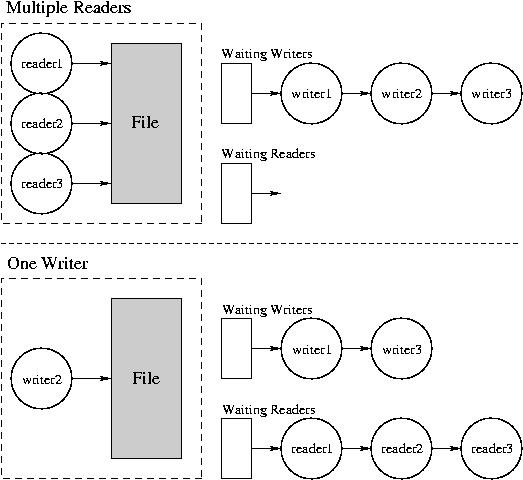 Multiple Readers
reader1
reader2
reader3
File
Waiting Writers
writer1
writer2
writer3
Waiting Readers
One Writer
writer2
File
Waiting Writers
writer1
writer3
Waiting Readers
reader1
reader2
reader3